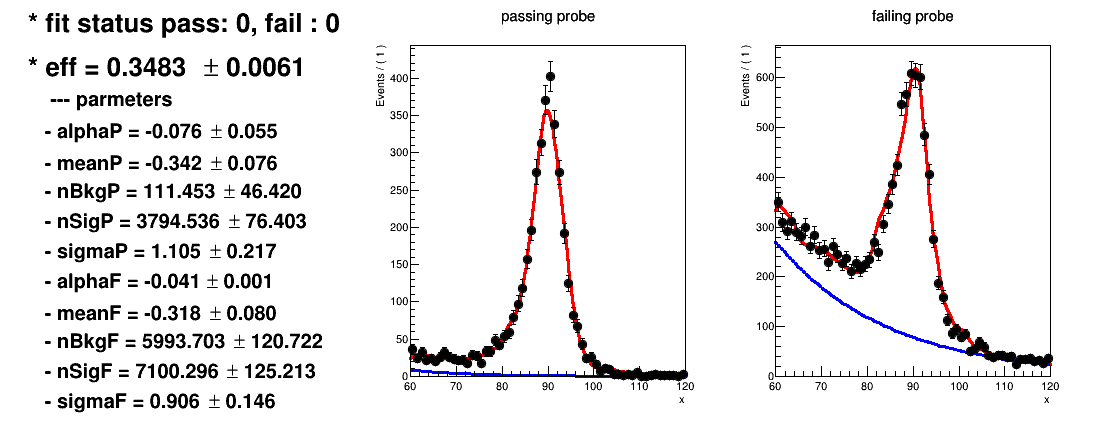 * fit status pass: 0, fail : 0
* eff = 0.3483 ± 0.0061
--- parmeters
- alphaP = -0.076 ± 0.055
- meanP = -0.342 ± 0.076
- nBkgP = 111.453 ± 46.420
- nSigP = 3794.536 ± 76.403
- sigmaP = 1.105 ± 0.217
- alphaF = -0.041 ± 0.001
- meanF = -0.318 ± 0.080
- nBkgF = 5993.703 ± 120.722
- nSigF = 7100.296 ± 125.213
- sigmaF = 0.906 ± 0.146
passing probe
Events / ( 1 )
400
350
300
250
200
150
100
50
0
60 70 80 90 100 110 120
x
failing probe
Events / ( 1 )
600
500
400
300
200
100
0
60 70 80 90 100 110 120
x